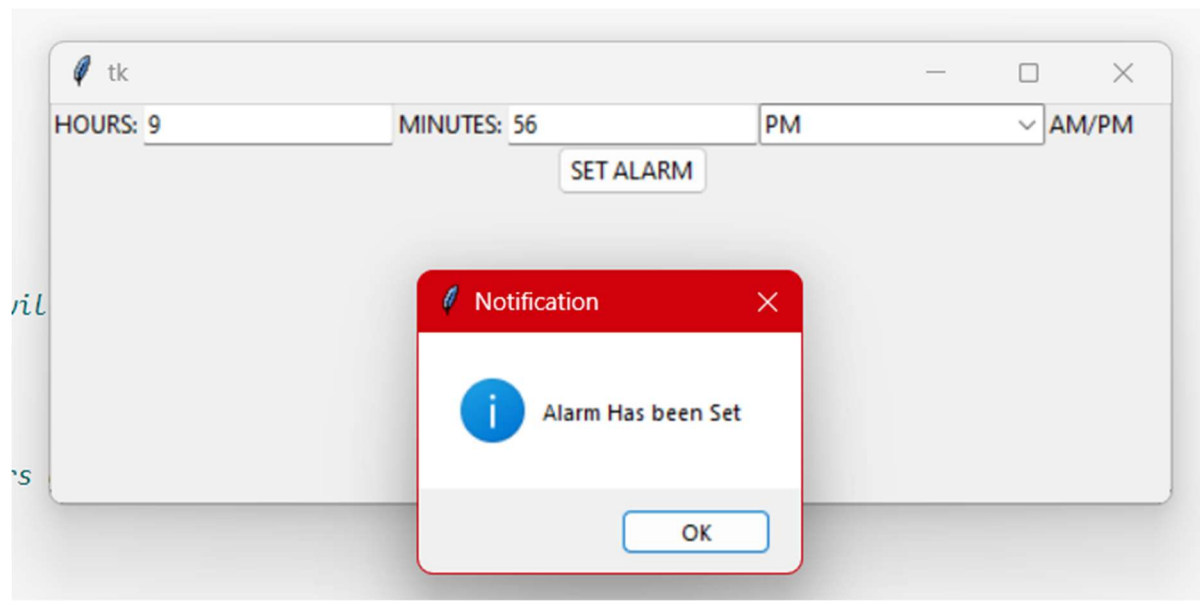 tk
HOURS: 9 MINUTES: 56 PM AM/PM
SET ALARM
Notification
Alarm Has been Set
OK